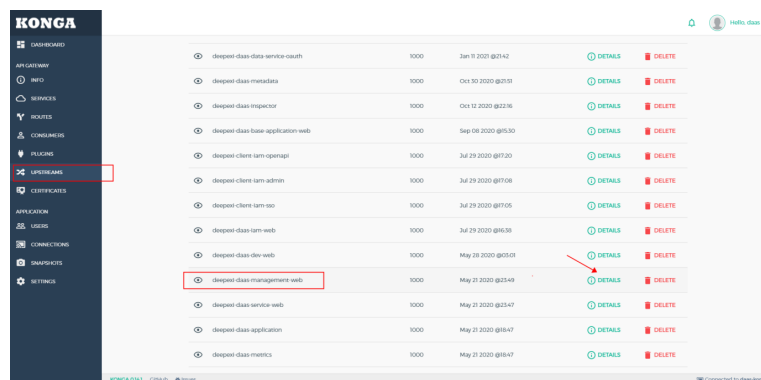 KONGA
Hello, daas
DASHBOARD
API GATEWAY
INFO
SERVICES
ROUTES
CONSUMERS
PLUGINS
UPSTREAMS
CERTIFICATES
APPLICATION
USERS
CONNECTIONS
SNAPSHOTS
SETTINGS
deepexi-daas-data-service-oauth 1000 Jan 11 2021 @21:42 DETAILS DELETE
deepexi-daas-metadata 1000 Oct 30 2020 @21:51 DETAILS DELETE
deepexi-daas-inspector 1000 Oct 12 2020 @22:16 DETAILS DELETE
deepexi-daas-base-application-web 1000 Sep 08 2020 @15:30 DETAILS DELETE
deepexi-client-iam-openapi 1000 Jul 29 2020 @17:20 DETAILS DELETE
deepexi-client-iam-admin 1000 Jul 29 2020 @17:08 DETAILS DELETE
deepexi-client-iam-sso 1000 Jul 29 2020 @17:05 DETAILS DELETE
deepexi-daas-iam-web 1000 Jul 29 2020 @16:38 DETAILS DELETE
deepexi-daas-dev-web 1000 May 28 2020 @03:01 DETAILS DELETE
deepexi-daas-management-web 1000 May 21 2020 @23:49 DETAILS DELETE
deepexi-daas-service-web 1000 May 21 2020 @23:47 DETAILS DELETE
deepexi-daas-application 1000 May 21 2020 @18:47 DETAILS DELETE
deepexi-daas-metrics 1000 May 21 2020 @18:47 DETAILS DELETE